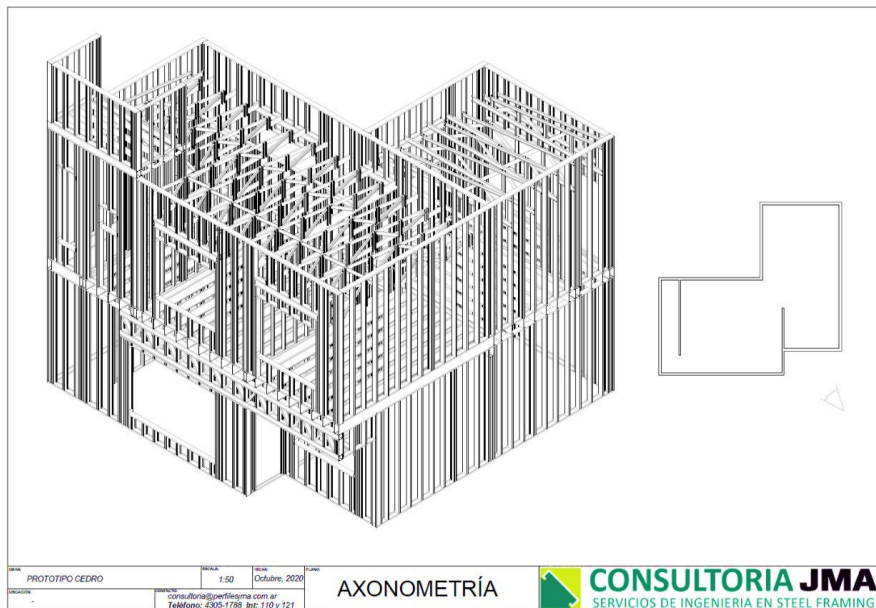 OBRA:
PROTOTIPO CEDRO
ESCALA:
1:50
FECHA:
Octubre, 2020
PLANO:
AXONOMETRÍA
UBICACIÓN:
-
CONTACTO:
consultoria@perfilesjma.com.ar
Teléfono: 4305-1788 Int: 110 y 121
CONSULTORIA JMA
SERVICIOS DE INGENIERIA EN STEEL FRAMING